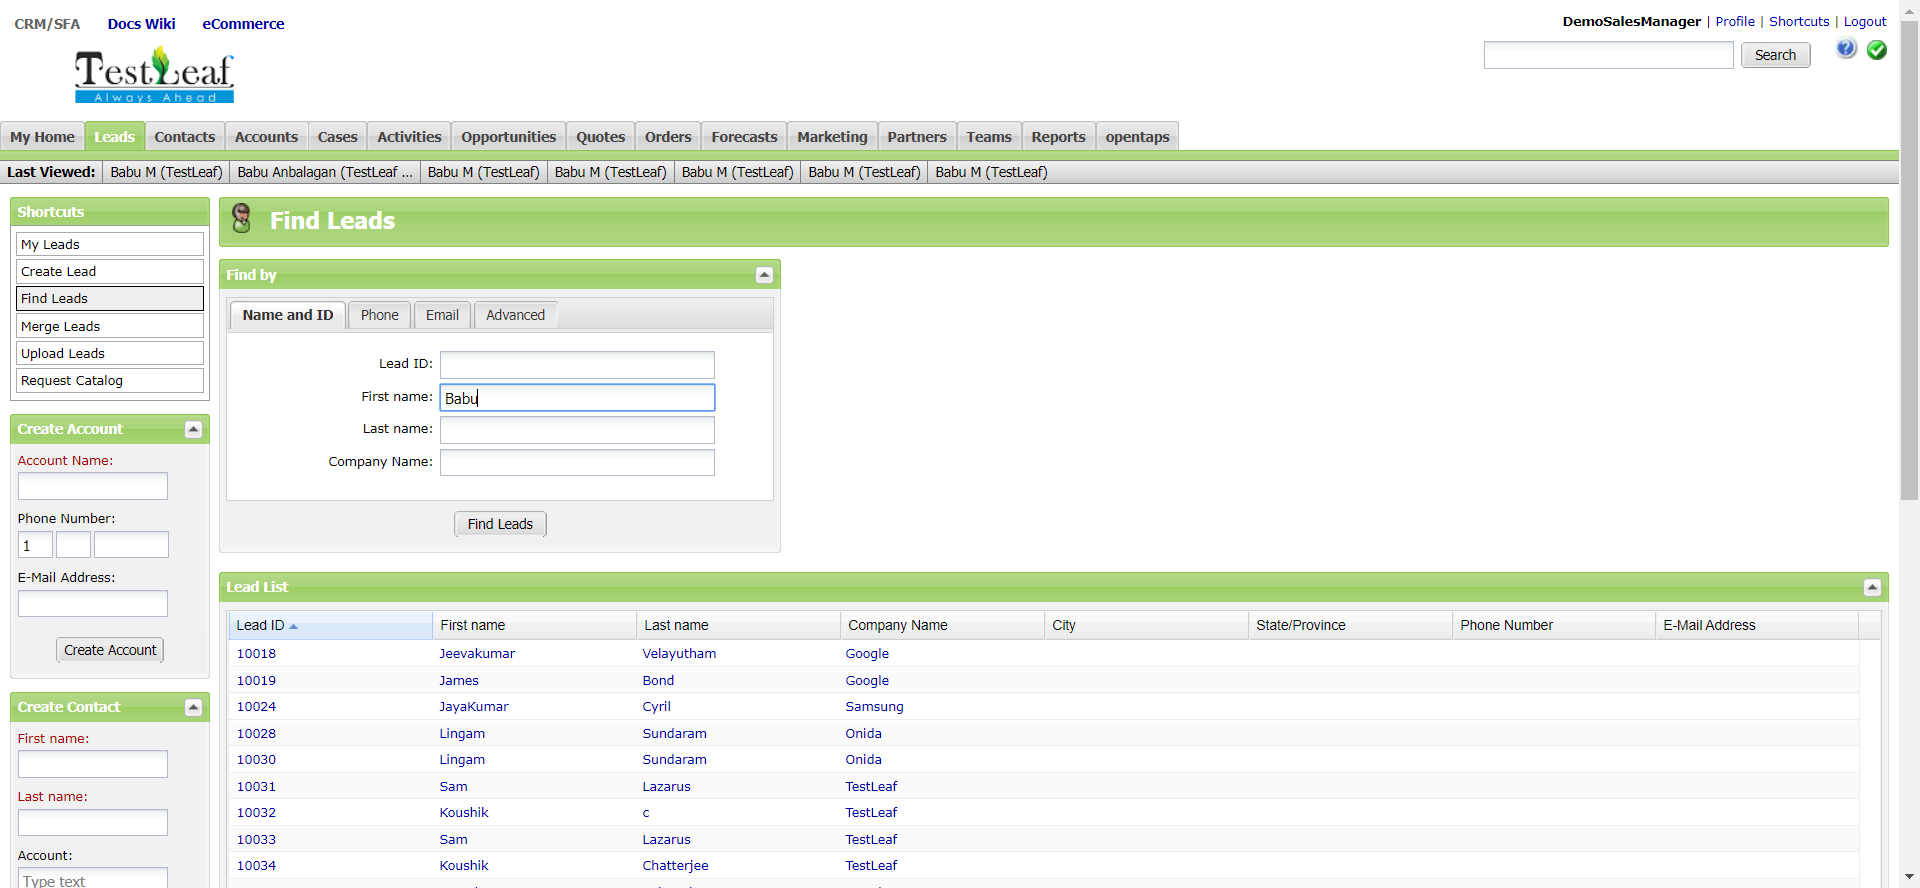 CRM/SFA Docs Wiki eCommerce
DemoSalesManager | Profile | Shortcuts | Logout
TestLeaf
Always Ahead
Search
My Home Leads Contacts Accounts Cases Activities Opportunities Quotes Orders Forecasts Marketing Partners Teams Reports opentaps
Last Viewed: Babu M (TestLeaf) Babu Anbalagan (TestLeaf ... Babu M (TestLeaf) Babu M (TestLeaf) Babu M (TestLeaf) Babu M (TestLeaf) Babu M (TestLeaf)
Shortcuts
My Leads
Create Lead
Find Leads
Merge Leads
Upload Leads
Request Catalog
Create Account
Account Name:
Phone Number:
1
E-Mail Address:
Create Account
Create Contact
First name:
Last name:
Account:
Type text
Find Leads
Find by
Name and ID Phone Email Advanced
Lead ID:
First name: Babu
Last name:
Company Name:
Find Leads
Lead List
Lead ID First name Last name Company Name City State/Province Phone Number E-Mail Address
10018 Jeevakumar Velayutham Google
10019 James Bond Google
10024 JayaKumar Cyril Samsung
10028 Lingam Sundaram Onida
10030 Lingam Sundaram Onida
10031 Sam Lazarus TestLeaf
10032 Koushik c TestLeaf
10033 Sam Lazarus TestLeaf
10034 Koushik Chatterjee TestLeaf